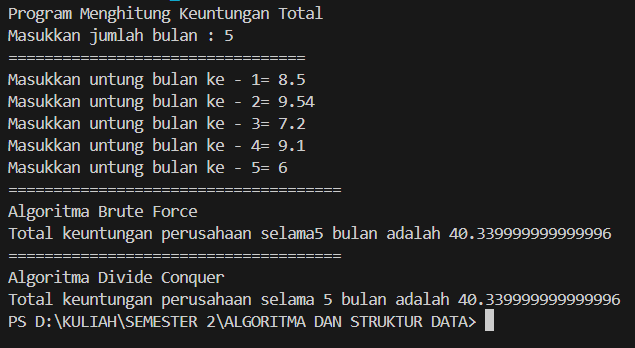 Program Menghitung Keuntungan Total
Masukkan jumlah bulan : 5
=================================
Masukkan untung bulan ke - 1= 8.5
Masukkan untung bulan ke - 2= 9.54
Masukkan untung bulan ke - 3= 7.2
Masukkan untung bulan ke - 4= 9.1
Masukkan untung bulan ke - 5= 6
=====================================
Algoritma Brute Force
Total keuntungan perusahaan selama5 bulan adalah 40.339999999999996
=====================================
Algoritma Divide Conquer
Total keuntungan perusahaan selama 5 bulan adalah 40.339999999999996
PS D:\KULIAH\SEMESTER 2\ALGORITMA DAN STRUKTUR DATA>